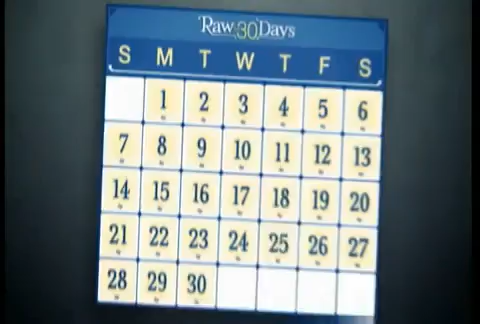 Raw 30 Days
S M T W T F S
1 2 3 4 5 6
7 8 9 10 11 12 13
14 15 16 17 18 19 20
21 22 23 24 25 26 27
28 29 30